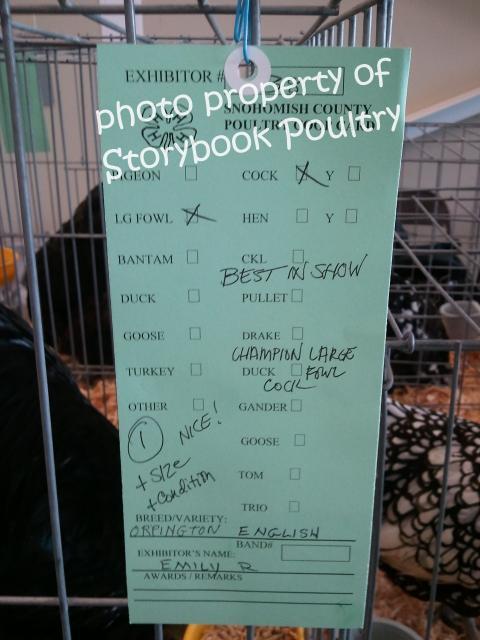 EXHIBITOR #
photo property of
Storybook Poultry
SNOHOMISH COUNTY
POULTRY COOP CARD
PIGEON COCK Y
LG FOWL HEN Y
BANTAM CKL
BEST IN SHOW
DUCK PULLET
GOOSE DRAKE
CHAMPION LARGE
TURKEY DUCK FOWL
COCK
OTHER GANDER
1 NICE!
GOOSE
+ SIZE
TOM
+ Condition
TRIO
BREED/VARIETY:
ORPINGTON ENGLISH
BAND#
EXHIBITOR'S NAME:
EMILY R
AWARDS / REMARKS